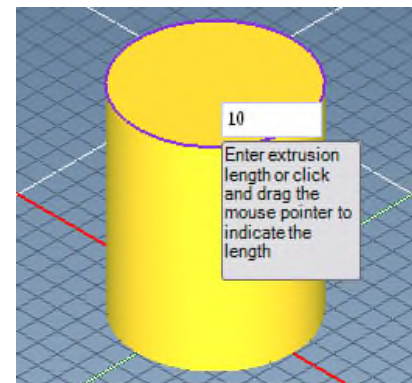 10
Enter extrusion
length or click
and drag the
mouse pointer to
indicate the
length